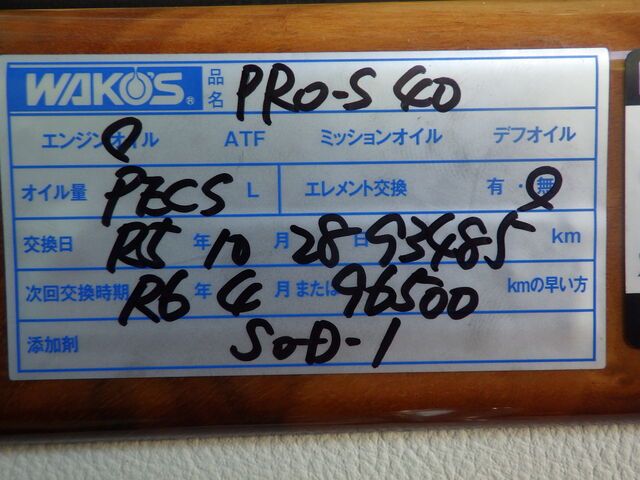 WAKO'S® 品名 PRO-S 40
エンジンオイル ATF ミッションオイル デフオイル
オイル量 PECS L エレメント交換 有・無
交換日 R5 年 10 月 28 日 93485 km
次回交換時期 R6 年 4 月または 96500 kmの早い方
添加剤 S-O-D-1